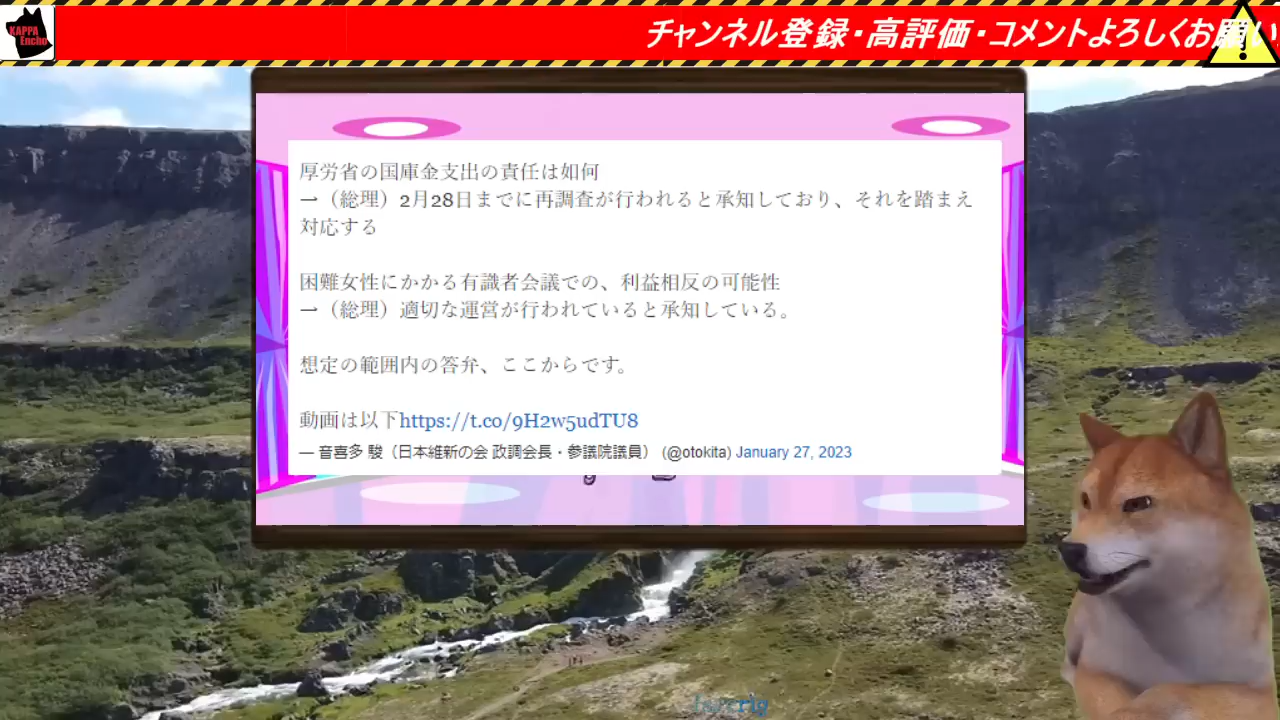 KAPPA
Encho
チャンネル登録・高評価・コメントよろしくお願い
厚労省の国庫金支出の責任は如何
→（総理）2月28日までに再調査が行われると承知しており、それを踏まえ
対応する
困難女性にかかる有識者会議での、利益相反の可能性
→（総理）適切な運営が行われていると承知している。
想定の範囲内の答弁、ここからです。
動画は以下https://t.co/9H2w5udTU8
— 音喜多 駿（日本維新の会 政調会長・参議院議員） (@otokita) January 27, 2023